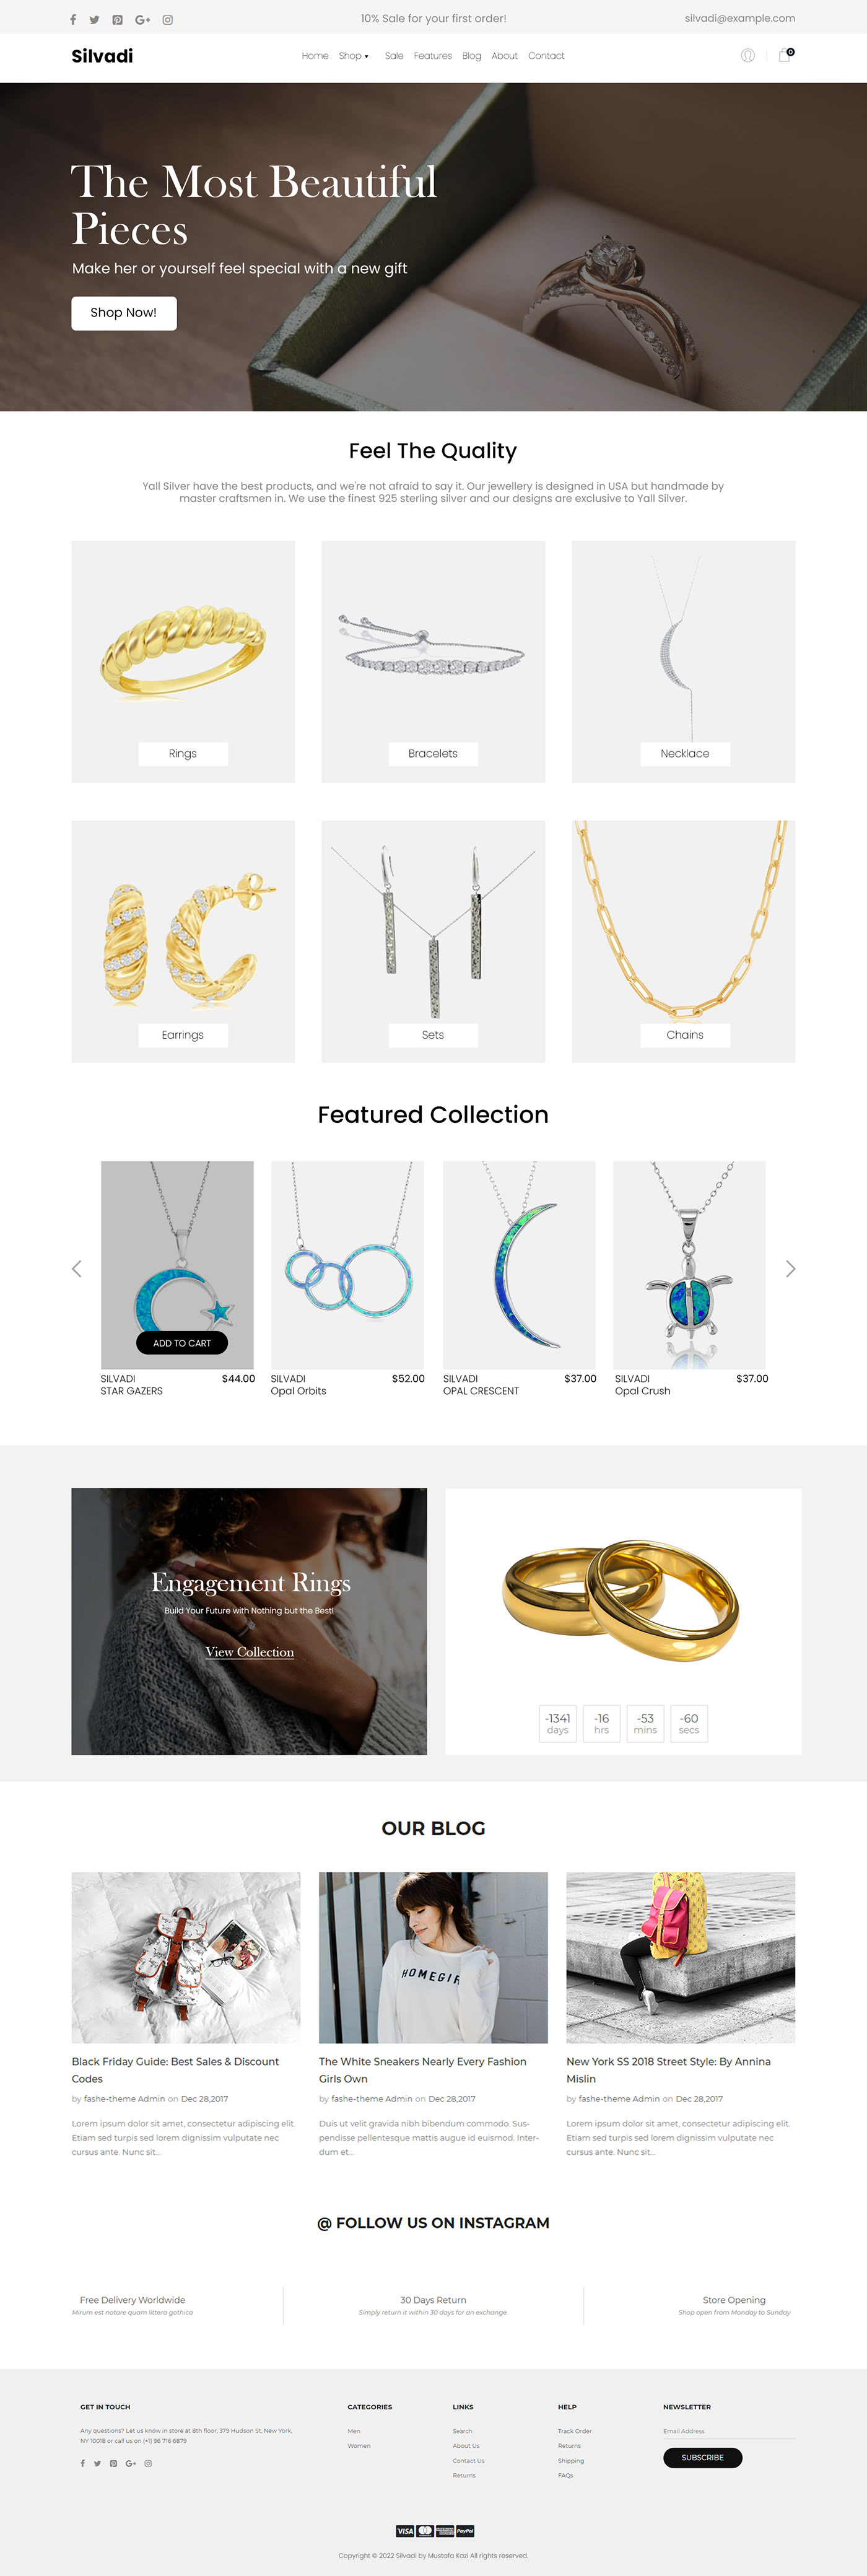 10% Sale for your first order!
silvadi@example.com
Silvadi
Home Shop ▾ Sale Features Blog About Contact
0
The Most Beautiful
Pieces
Make her or yourself feel special with a new gift
Shop Now!
Feel The Quality
Yall Silver have the best products, and we're not afraid to say it. Our jewellery is designed in USA but handmade by
master craftsmen in. We use the finest 925 sterling silver and our designs are exclusive to Yall Silver.
Rings
Bracelets
Necklace
Earrings
Sets
Chains
Featured Collection
ADD TO CART
SILVADI $44.00
STAR GAZERS
SILVADI $52.00
Opal Orbits
SILVADI $37.00
OPAL CRESCENT
SILVADI $37.00
Opal Crush
Engagement Rings
Build Your Future with Nothing but the Best!
View Collection
-1341 -16 -53 -60
days hrs mins secs
OUR BLOG
HOMEGIR
Black Friday Guide: Best Sales & Discount
Codes
by fashe-theme Admin on Dec 28,2017
Lorem ipsum dolor sit amet, consectetur adipiscing elit.
Etiam sed turpis sed lorem dignissim vulputate nec
cursus ante. Nunc sit...
The White Sneakers Nearly Every Fashion
Girls Own
by fashe-theme Admin on Dec 28,2017
Duis ut velit gravida nibh bibendum commodo. Sus-
pendisse pellentesque mattis augue id euismod. Inter-
dum et...
New York SS 2018 Street Style: By Annina
Mislin
by fashe-theme Admin on Dec 28,2017
Lorem ipsum dolor sit amet, consectetur adipiscing elit.
Etiam sed turpis sed lorem dignissim vulputate nec
cursus ante. Nunc sit...
@ FOLLOW US ON INSTAGRAM
Free Delivery Worldwide
Mirum est notare quam littera gothica
30 Days Return
Simply return it within 30 days for an exchange.
Store Opening
Shop open from Monday to Sunday
GET IN TOUCH
Any questions? Let us know in store at 8th floor, 379 Hudson St, New York,
NY 10018 or call us on (+1) 96 716 6879
CATEGORIES
Men
Women
LINKS
Search
About Us
Contact Us
Returns
HELP
Track Order
Returns
Shipping
FAQs
NEWSLETTER
Email Address
SUBSCRIBE
VISA
PayPal
Copyright © 2022 Silvadi by Mustafa Kazi All rights reserved.